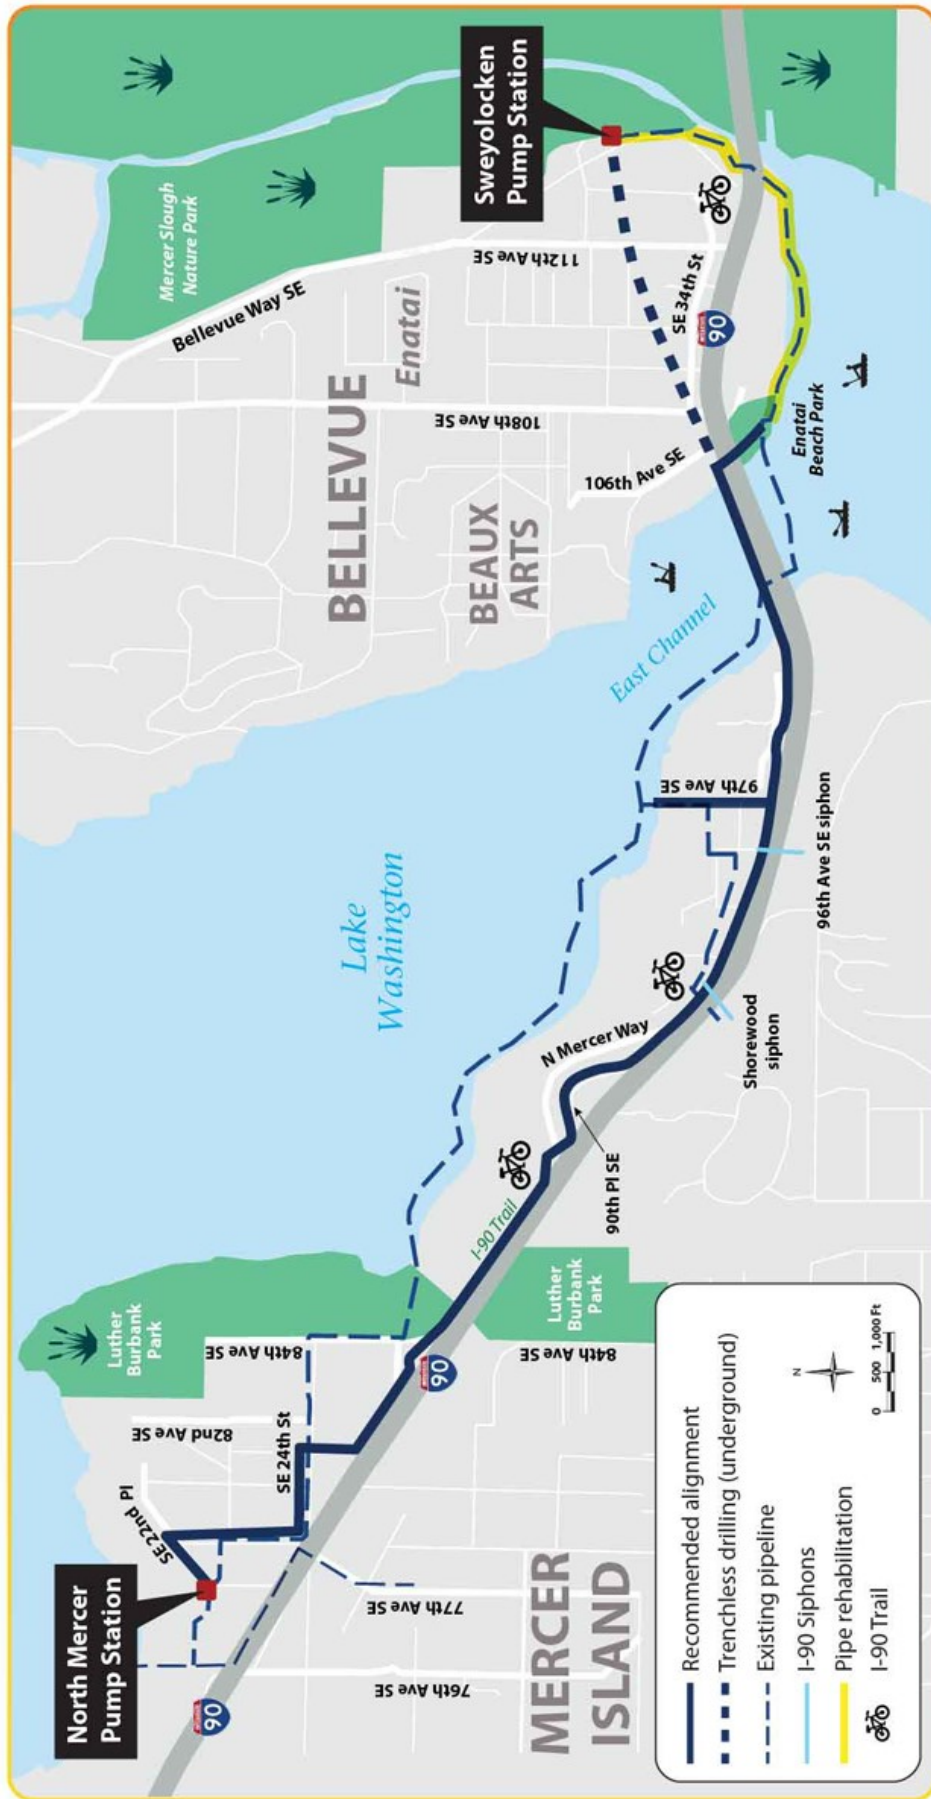 North Mercer
Pump Station
SE 22nd Pl
82nd Ave SE
SE 24th St
84th Ave SE
Luther
Burbank
Park
90
77th Ave SE
76th Ave SE
90
MERCER
ISLAND
Luther
Burbank
Park
84th Ave SE
I-90 Trail
90th Pl SE
N Mercer Way
Shorewood
siphon
96th Ave SE siphon
97th Ave SE
Lake
Washington
East Channel
BELLEVUE
Enatai
BEAUX
ARTS
106th Ave SE
108th Ave SE
112th Ave SE
Bellevue Way SE
SE 34th St
90
Mercer Slough
Nature Park
Sweyolocken
Pump Station
Enatai
Beach Park
Recommended alignment
Trenchless drilling (underground)
Existing pipeline
I-90 Siphons
Pipe rehabilitation
I-90 Trail
N
0 500 1,000 Ft